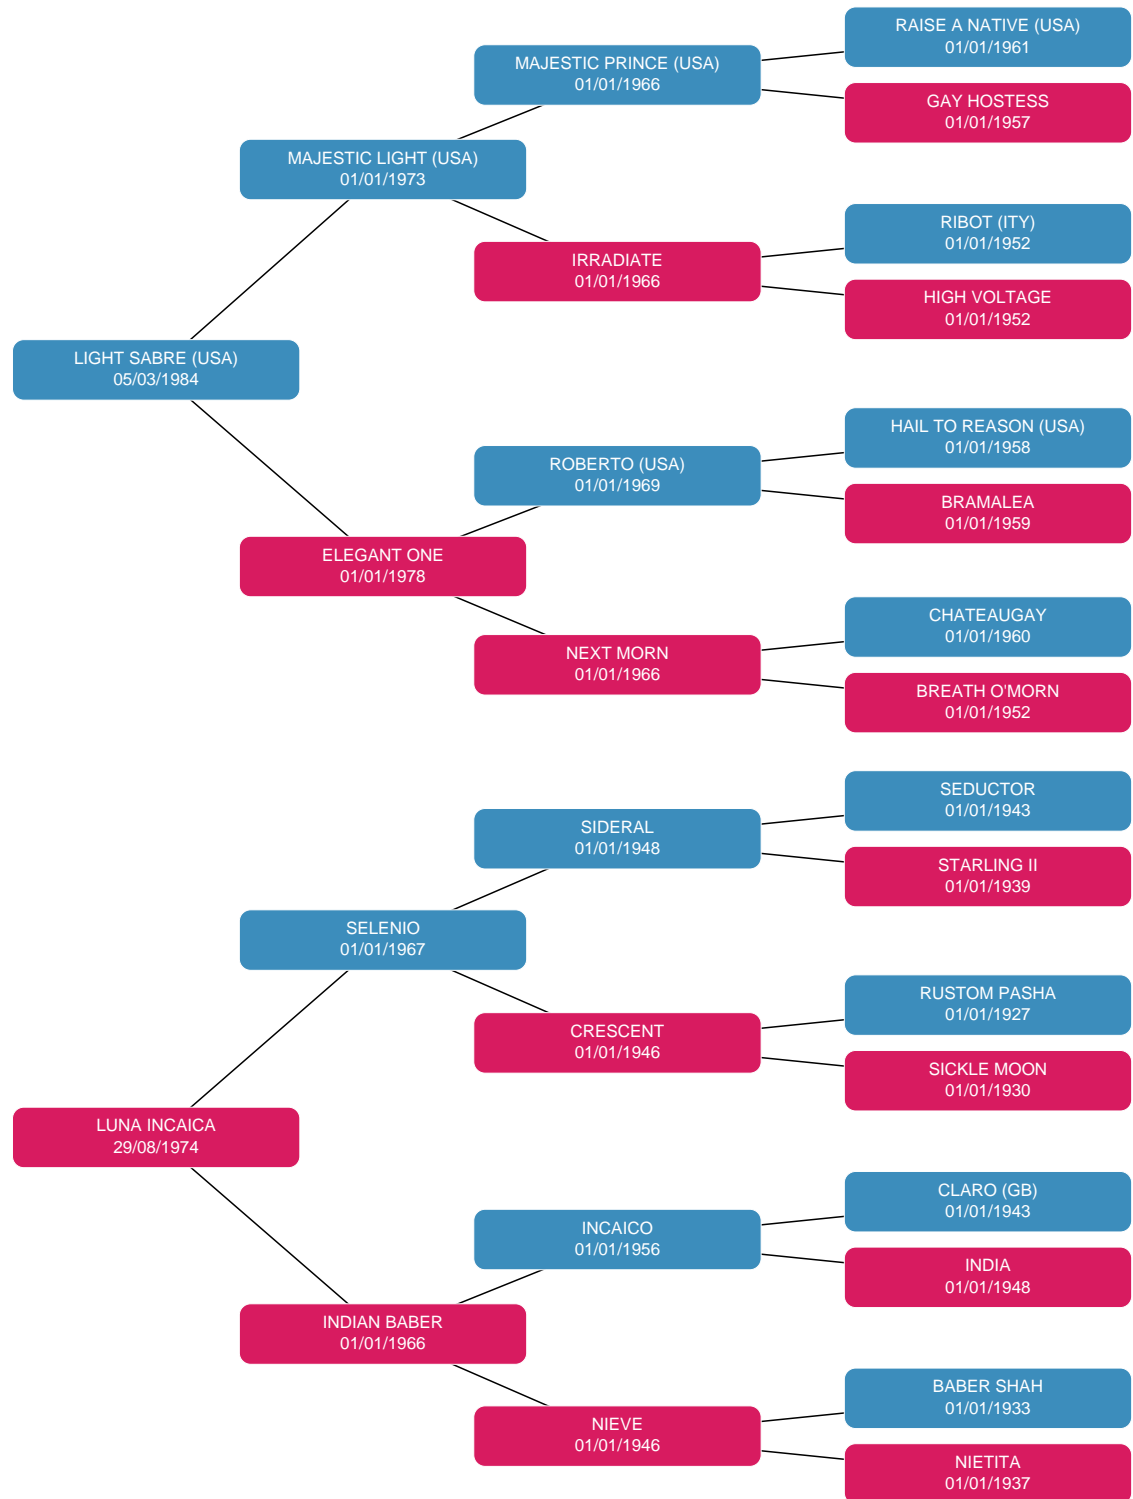 RAISE A NATIVE (USA)
01/01/1961
MAJESTIC PRINCE (USA)
01/01/1966
GAY HOSTESS
01/01/1957
MAJESTIC LIGHT (USA)
01/01/1973
RIBOT (ITY)
01/01/1952
IRRADIATE
01/01/1966
HIGH VOLTAGE
01/01/1952
LIGHT SABRE (USA)
05/03/1984
HAIL TO REASON (USA)
01/01/1958
ROBERTO (USA)
01/01/1969
BRAMALEA
01/01/1959
ELEGANT ONE
01/01/1978
CHATEAUGAY
01/01/1960
NEXT MORN
01/01/1966
BREATH O'MORN
01/01/1952
SEDUCTOR
01/01/1943
SIDERAL
01/01/1948
STARLING II
01/01/1939
SELENIO
01/01/1967
RUSTOM PASHA
01/01/1927
CRESCENT
01/01/1946
SICKLE MOON
01/01/1930
LUNA INCAICA
29/08/1974
CLARO (GB)
01/01/1943
INCAICO
01/01/1956
INDIA
01/01/1948
INDIAN BABER
01/01/1966
BABER SHAH
01/01/1933
NIEVE
01/01/1946
NIETITA
01/01/1937